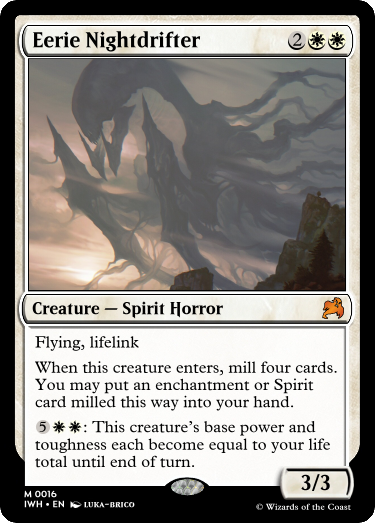 Eerie Nightdrifter 2
Creature — Spirit Horror
Flying, lifelink
When this creature enters, mill four cards.
You may put an enchantment or Spirit
card milled this way into your hand.
5: This creature's base power and
toughness each become equal to your life
total until end of turn.
3/3
M 0016
IWH • EN LUKA-BRICO
© Wizards of the Coast